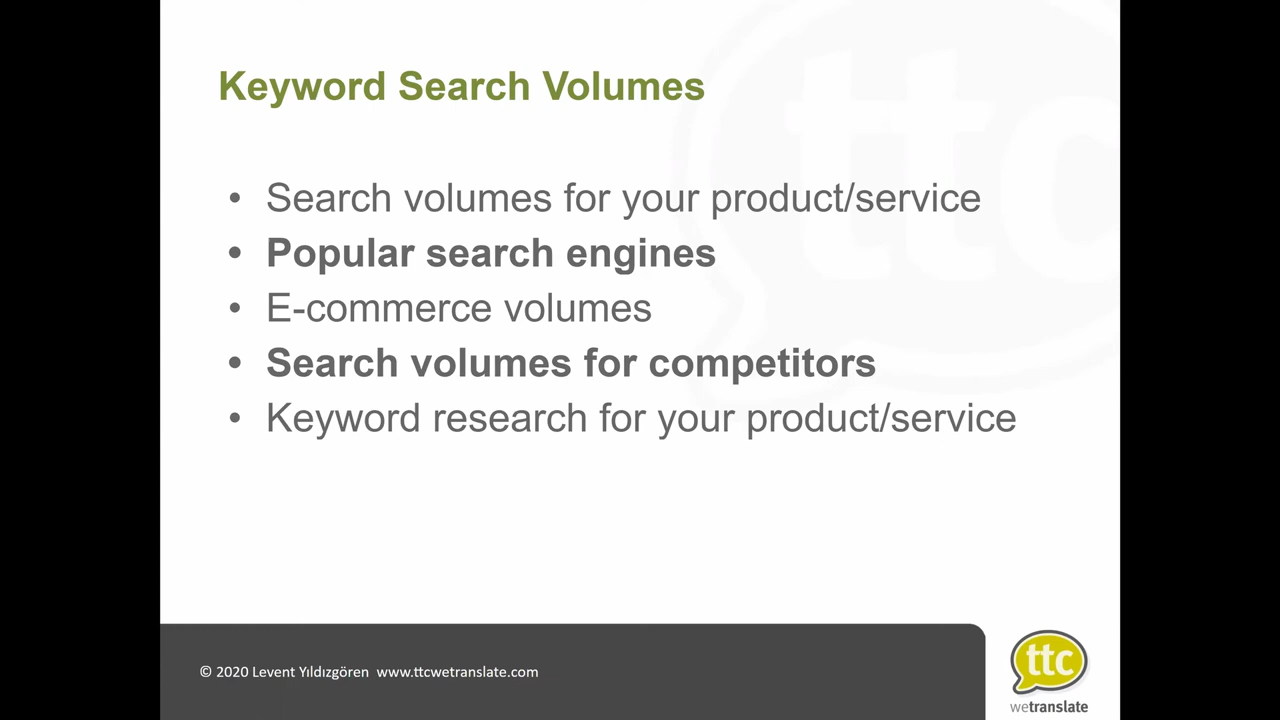 Keyword Search Volumes
• Search volumes for your product/service
• Popular search engines
• E-commerce volumes
• Search volumes for competitors
• Keyword research for your product/service
© 2020 Levent Yıldızgören www.ttcwetranslate.com
ttc
wetranslate
ttc